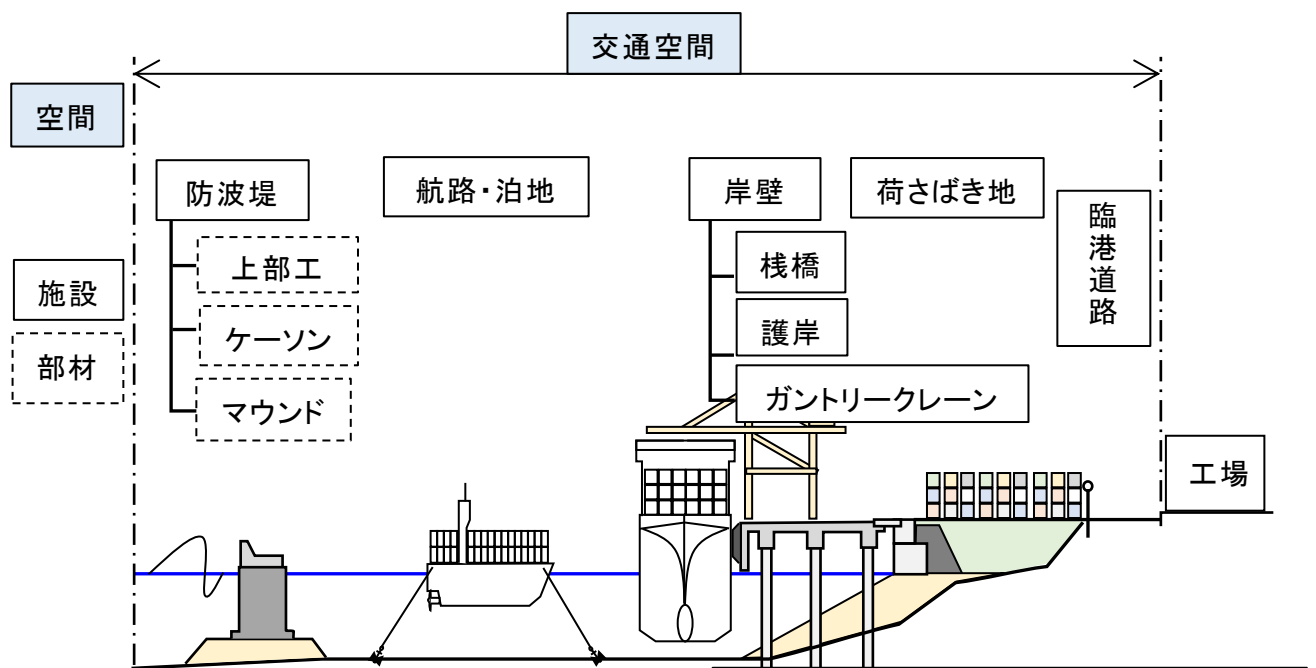 交通空間
空間
防波堤
航路・泊地
岸壁
荷さばき地
臨港道路
上部工
桟橋
施設
ケーソン
護岸
部材
マウンド
ガントリークレーン
工場